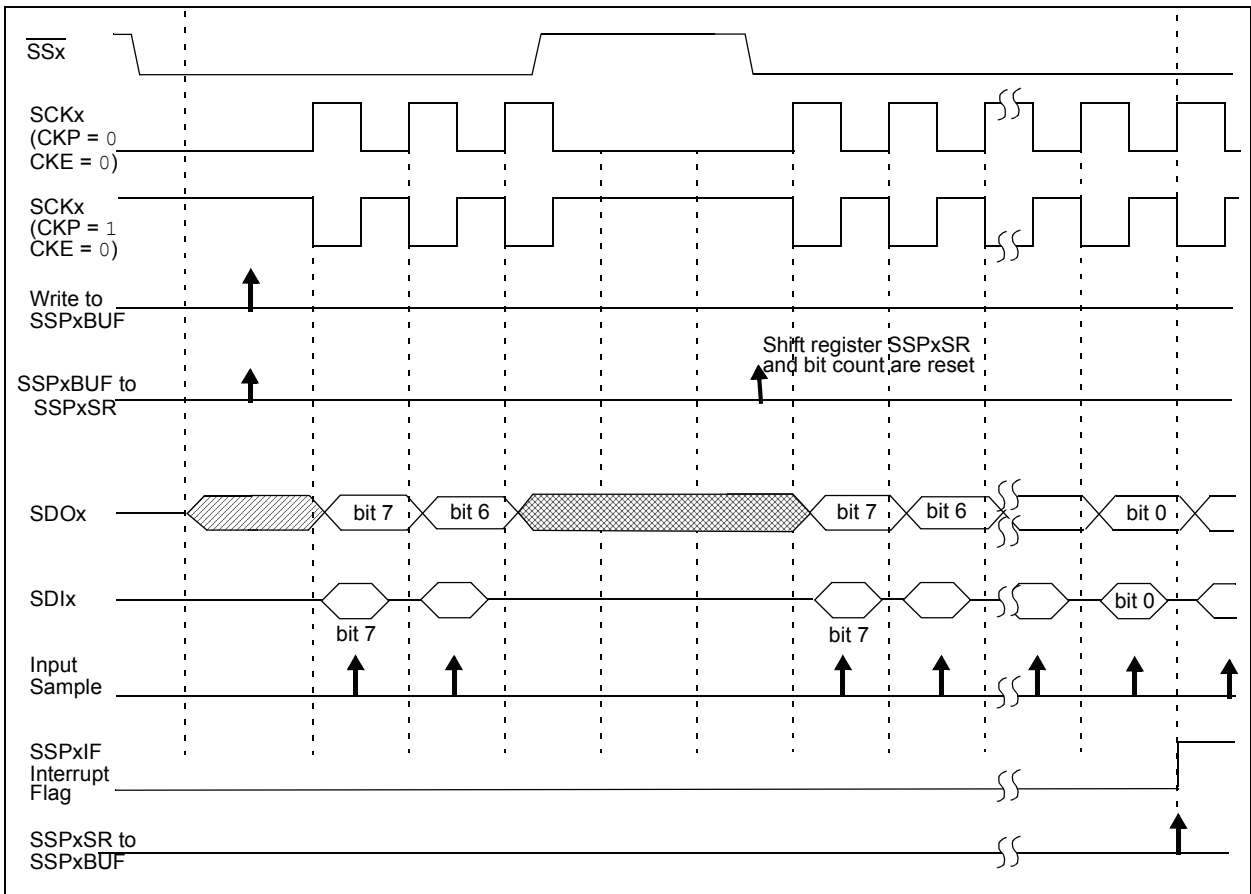 SSx
SCKx
(CKP = 0
CKE = 0)
SCKx
(CKP = 1
CKE = 0)
Write to
SSPxBUF
Shift register SSPxSR
and bit count are reset
SSPxBUF to
SSPxSR
SDOx
bit 7
bit 6
bit 7
bit 6
bit 0
SDIx
bit 0
bit 7
bit 7
Input
Sample
SSPxIF
Interrupt
Flag
SSPxSR to
SSPxBUF